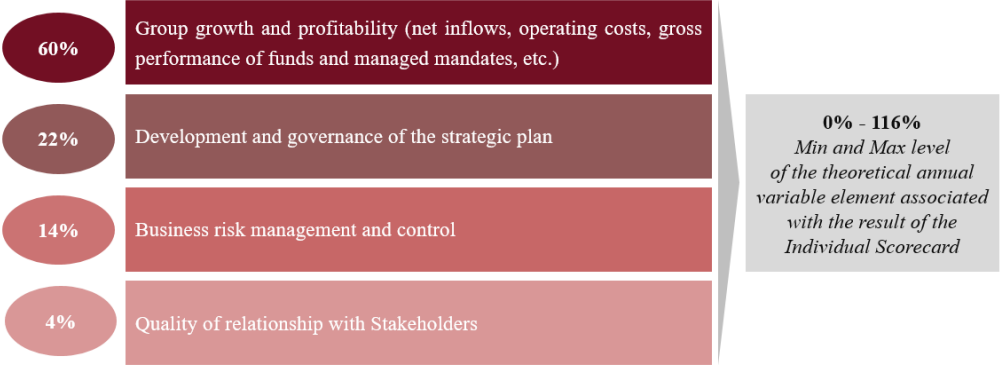 60%
Group growth and profitability (net inflows, operating costs, gross
performance of funds and managed mandates, etc.)
22%
Development and governance of the strategic plan
14%
Business risk management and control
4%
Quality of relationship with Stakeholders
0% - 116%
Min and Max level
of the theoretical annual
variable element associated
with the result of the
Individual Scorecard